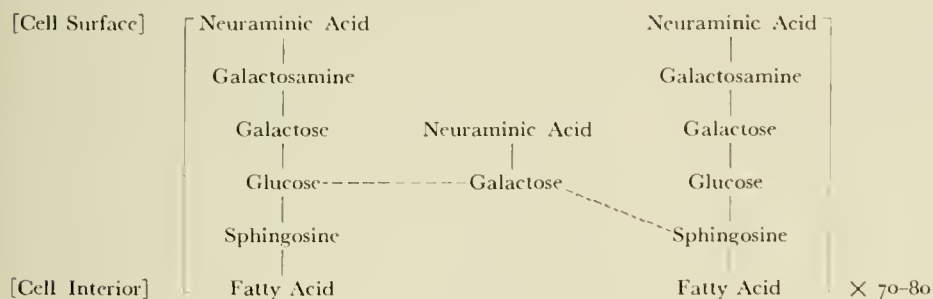 [Cell Surface] Neuraminic Acid Neuraminic Acid
Galactosamine Galactosamine
Galactose Neuraminic Acid Galactose
Glucose Galactose Glucose
Sphingosine Sphingosine
[Cell Interior] Fatty Acid Fatty Acid × 70-80